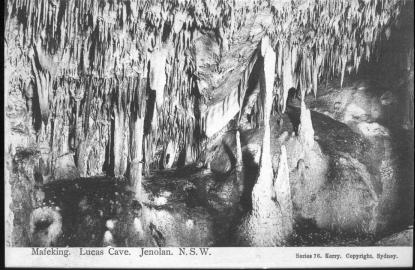 Mafeking. Lucas Cave. Jenolan. N.S.W.
Series 76. Kerry. Copyright. Sydney.